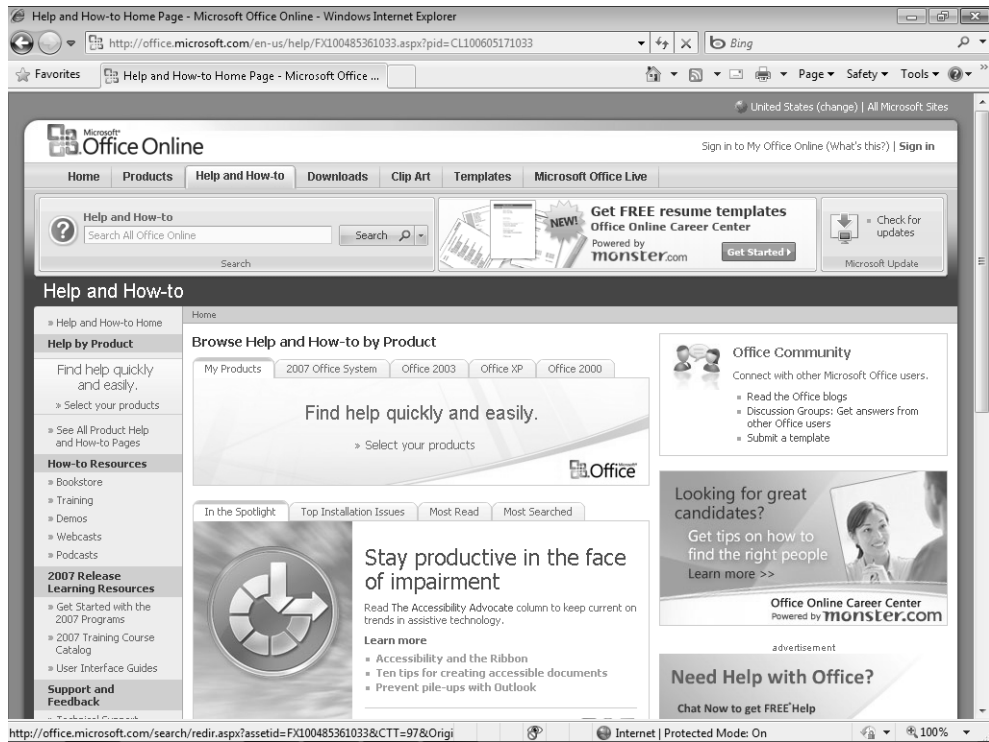 Help and How-to Home Page - Microsoft Office Online - Windows Internet Explorer
http://office.microsoft.com/en-us/help/FX100485361033.aspx?pid=CL100605171033
Bing
Favorites
Help and How-to Home Page - Microsoft Office ...
Page
Safety
Tools
United States (change) | All Microsoft Sites
Microsoft®
Office Online
Sign in to My Office Online (What's this?) | Sign in
Home
Products
Help and How-to
Downloads
Clip Art
Templates
Microsoft Office Live
Help and How-to
Search All Office Online
Search
Search
NEW!
Get FREE resume templates
Office Online Career Center
Powered by
monster.com
Get Started
Check for
updates
Microsoft Update
Help and How-to
» Help and How-to Home
Help by Product
Find help quickly
and easily.
» Select your products
» See All Product Help
and How-to Pages
How-to Resources
» Bookstore
» Training
» Demos
» Webcasts
» Podcasts
2007 Release
Learning Resources
» Get Started with the
2007 Programs
» 2007 Training Course
Catalog
» User Interface Guides
Support and
Feedback
» Technical Support
Home
Browse Help and How-to by Product
My Products
2007 Office System
Office 2003
Office XP
Office 2000
Find help quickly and easily.
» Select your products
Office
In the Spotlight
Top Installation Issues
Most Read
Most Searched
Stay productive in the face
of impairment
Read The Accessibility Advocate column to keep current on
trends in assistive technology.
Learn more
Accessibility and the Ribbon
Ten tips for creating accessible documents
Prevent pile-ups with Outlook
Office Community
Connect with other Microsoft Office users.
Read the Office blogs
Discussion Groups: Get answers from
other Office users
Submit a template
Looking for great
candidates?
Get tips on how to
find the right people
Learn more >>
Office Online Career Center
Powered by monster.com
advertisement
Need Help with Office?
Chat Now to get FREE* Help
http://office.microsoft.com/search/redir.aspx?assetid=FX100485361033&CTT=97&Origi
Internet | Protected Mode: On
100%